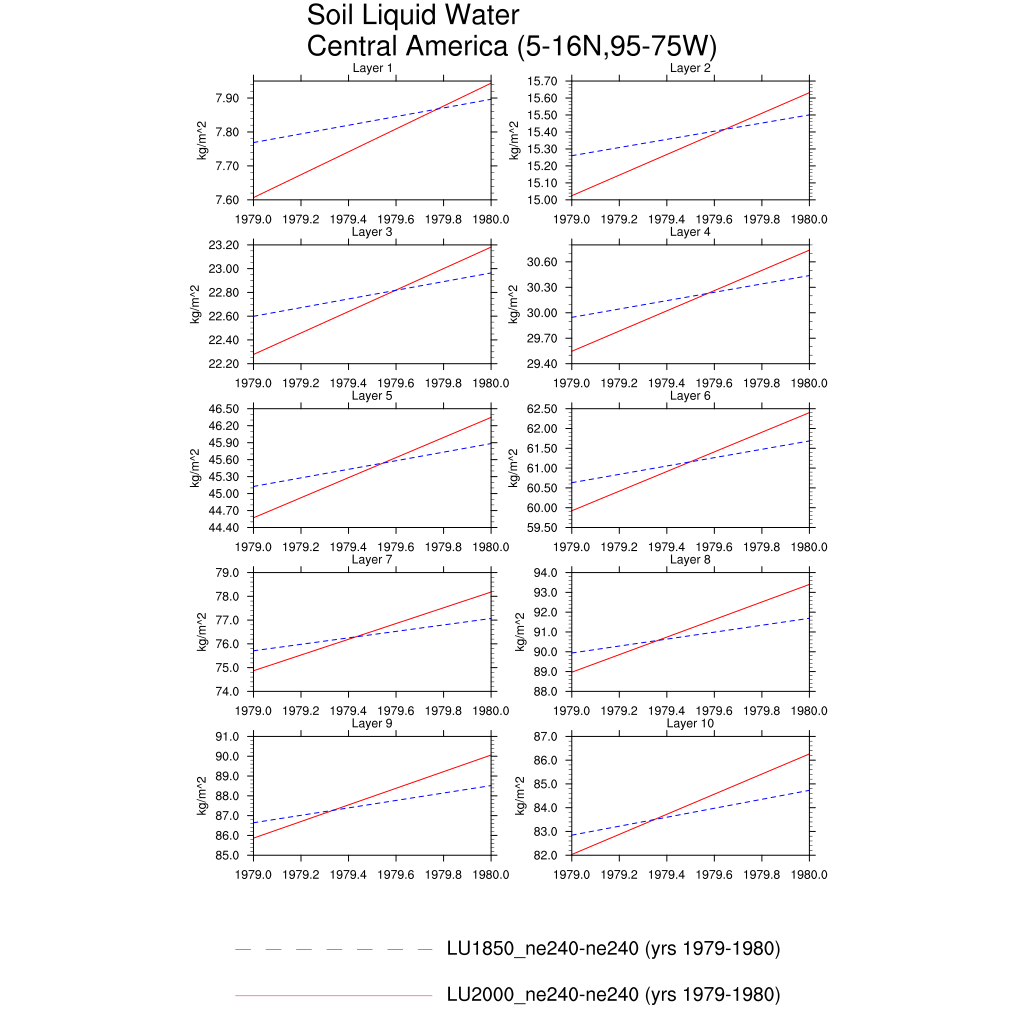 Soil Liquid Water
Central America (5-16N,95-75W)
Layer 1
7.90
7.80
7.70
7.60
kg/m^2
1979.0 1979.2 1979.4 1979.6 1979.8 1980.0
Layer 2
15.70
15.60
15.50
15.40
15.30
15.20
15.10
15.00
kg/m^2
1979.0 1979.2 1979.4 1979.6 1979.8 1980.0
Layer 3
23.20
23.00
22.80
22.60
22.40
22.20
kg/m^2
1979.0 1979.2 1979.4 1979.6 1979.8 1980.0
Layer 4
30.60
30.30
30.00
29.70
29.40
kg/m^2
1979.0 1979.2 1979.4 1979.6 1979.8 1980.0
Layer 5
46.50
46.20
45.90
45.60
45.30
45.00
44.70
44.40
kg/m^2
1979.0 1979.2 1979.4 1979.6 1979.8 1980.0
Layer 6
62.50
62.00
61.50
61.00
60.50
60.00
59.50
kg/m^2
1979.0 1979.2 1979.4 1979.6 1979.8 1980.0
Layer 7
79.0
78.0
77.0
76.0
75.0
74.0
kg/m^2
1979.0 1979.2 1979.4 1979.6 1979.8 1980.0
Layer 8
94.0
93.0
92.0
91.0
90.0
89.0
88.0
kg/m^2
1979.0 1979.2 1979.4 1979.6 1979.8 1980.0
Layer 9
91.0
90.0
89.0
88.0
87.0
86.0
85.0
kg/m^2
1979.0 1979.2 1979.4 1979.6 1979.8 1980.0
Layer 10
87.0
86.0
85.0
84.0
83.0
82.0
kg/m^2
1979.0 1979.2 1979.4 1979.6 1979.8 1980.0
LU1850_ne240-ne240 (yrs 1979-1980)
LU2000_ne240-ne240 (yrs 1979-1980)